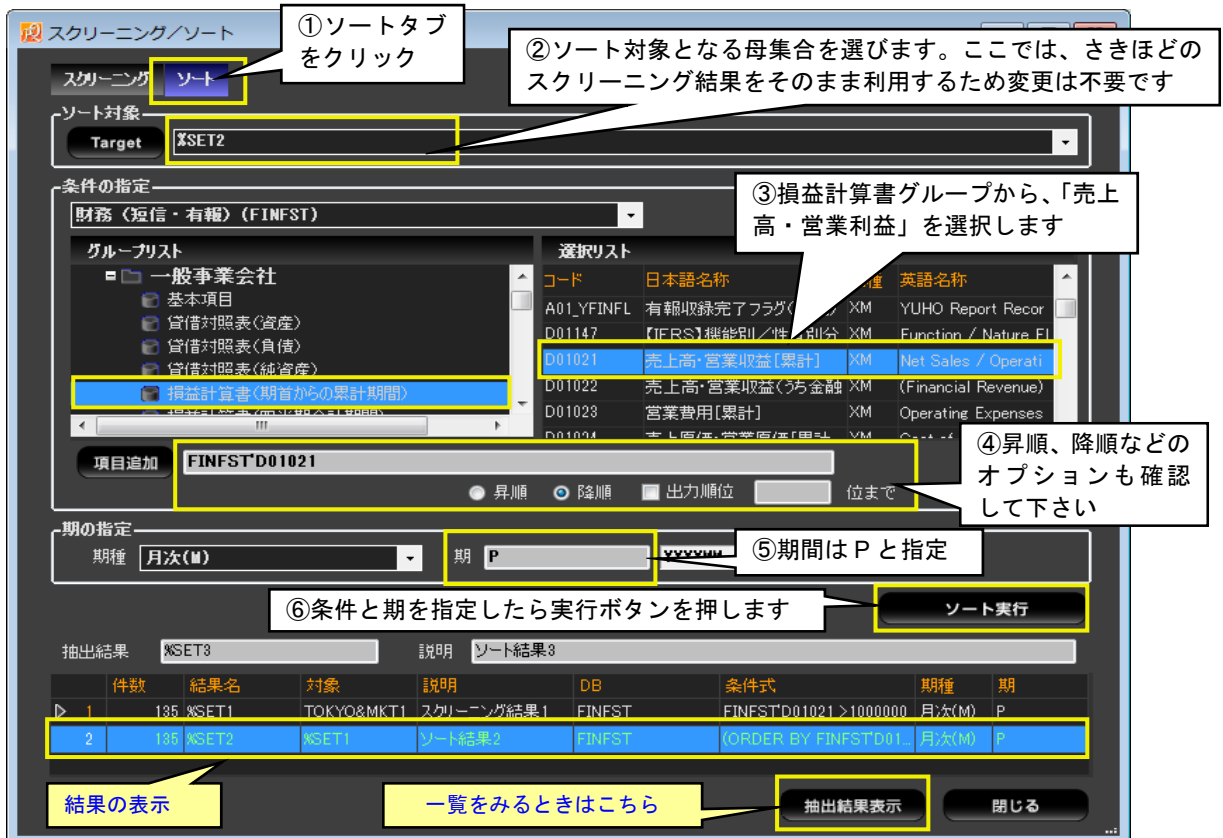 スクリーニング/ソート
①ソートタブ
をクリック
②ソート対象となる母集合を選びます。ここでは、さきほどの
スクリーニング結果をそのまま利用するため変更は不要です
スクリーニング ソート
ソート対象
Target %SET2
条件の指定
財務（短信・有報）(FINFST)
③損益計算書グループから、「売上
高・営業利益」を選択します
グループリスト
一般事業会社
基本項目
貸借対照表(資産)
貸借対照表(負債)
貸借対照表(純資産)
損益計算書(期首からの累計期間)
選択リスト
コード 日本語名称 種 英語名称
A01_YFINFL 有報収録完了フラグ( XM YUHO Report Recor
D01147 【IFRS】機能別／性 別分 XM Function / Nature Fl
D01021 売上高・営業収益[累計] XM Net Sales / Operati
D01022 売上高・営業収益(うち金融 XM (Financial Revenue)
D01023 営業費用[累計] XM Operating Expenses
D01024 売上原価・営業原価[累計 XM Cost of
④昇順、降順などの
オプションも確認
して下さい
項目追加 FINFST'D01021
昇順 降順 出力順位 位まで
期の指定
期種 月次(M) 期 P YYYYMM
⑤期間はＰと指定
⑥条件と期を指定したら実行ボタンを押します
ソート実行
抽出結果 %SET3 説明 ソート結果3
件数 結果名 対象 説明 DB 条件式 期種 期
1 135 %SET1 TOKYO&MKT1 スクリーニング結果1 FINFST FINFST'D01021>1000000 月次(M) P
2 135 %SET2 %SET1 ソート結果2 FINFST (ORDER BY FINFST'D01... 月次(M) P
結果の表示
一覧をみるときはこちら
抽出結果表示 閉じる